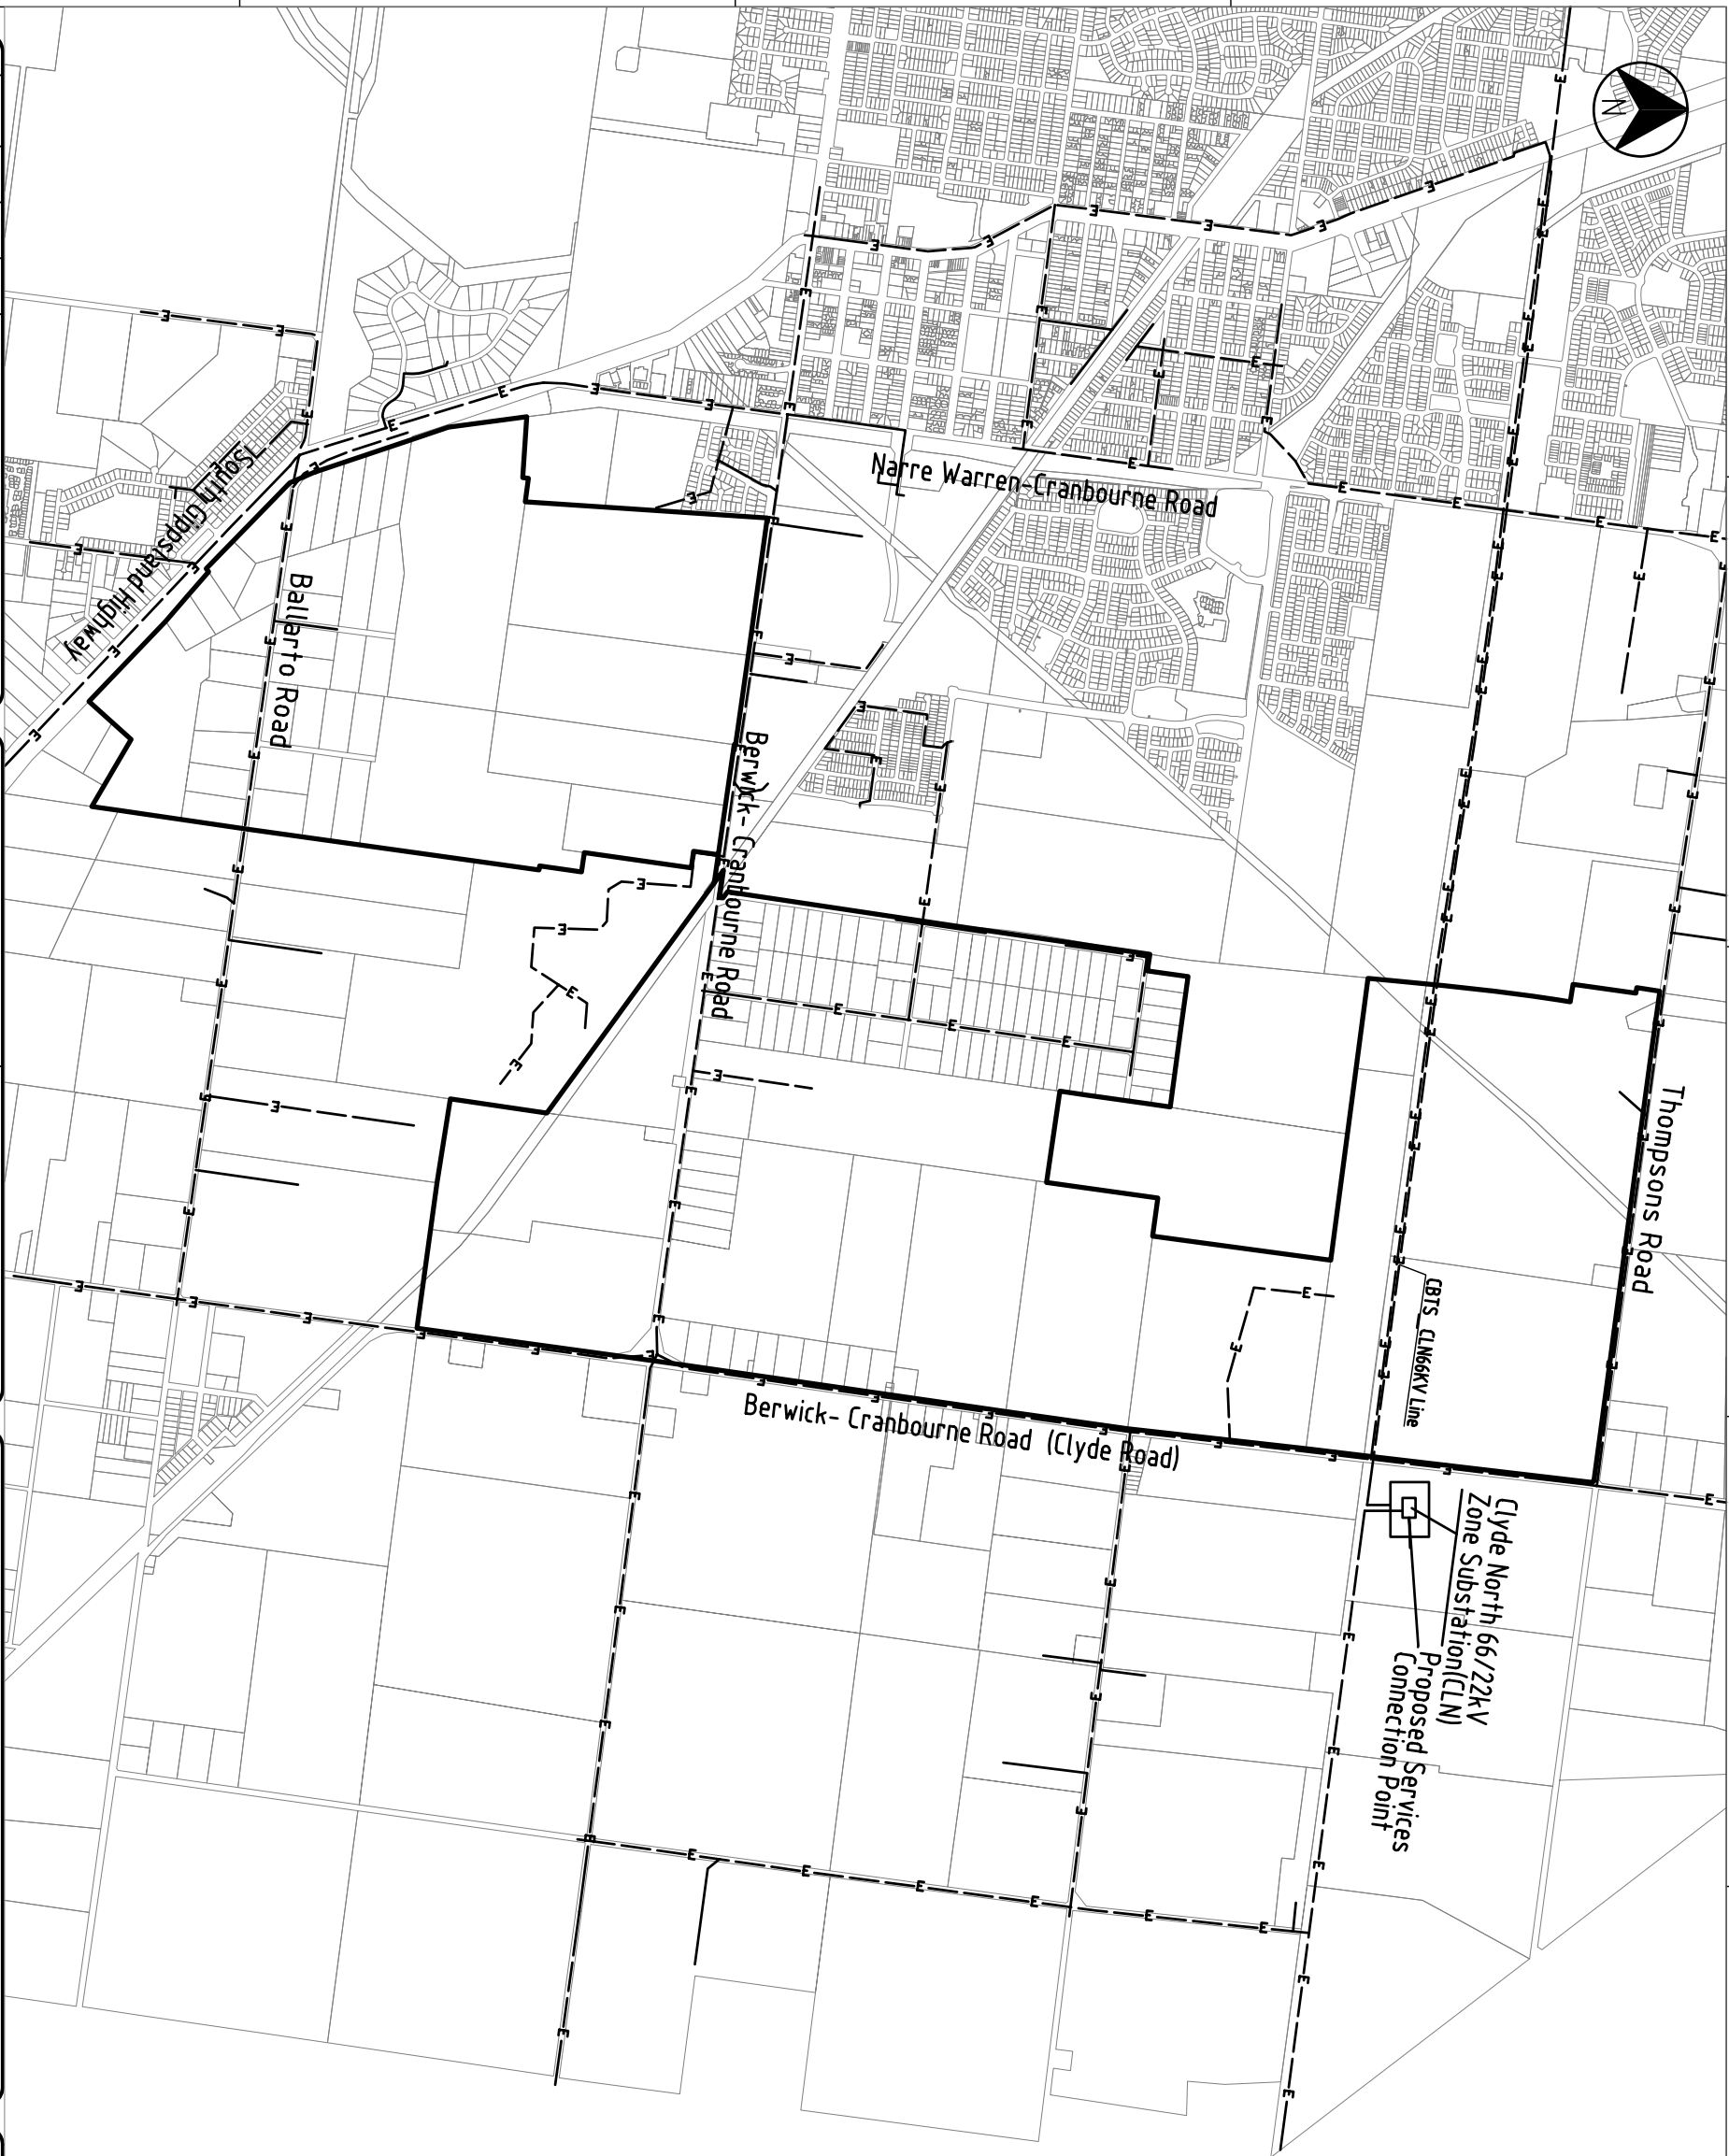 N
Thompsons Road
Narre Warren-Cranbourne Road
CBTS CLN66KV Line
Clyde North 66/22kV
Zone Substation(CLN)
Proposed Services
Connection Point
Berwick- Cranbourne Road (Clyde Road)
Berwick- Cranbourne Road
Ballarto Road
South Gippsland Highway
E